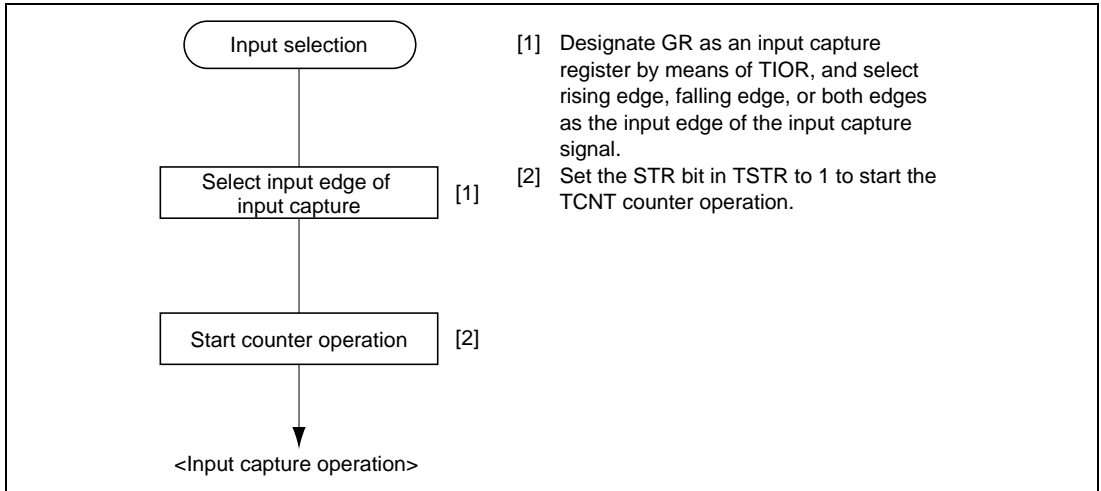 Input selection
Select input edge of
input capture
[1]
Start counter operation
[2]
<Input capture operation>
[1] Designate GR as an input capture
register by means of TIOR, and select
rising edge, falling edge, or both edges
as the input edge of the input capture
signal.
[2] Set the STR bit in TSTR to 1 to start the
TCNT counter operation.